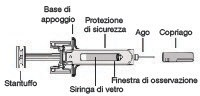 Base di
appoggio
Protezione
di sicurezza
Ago
Copriago
Stantuffo
Siringa di vetro
Finestra di osservazione